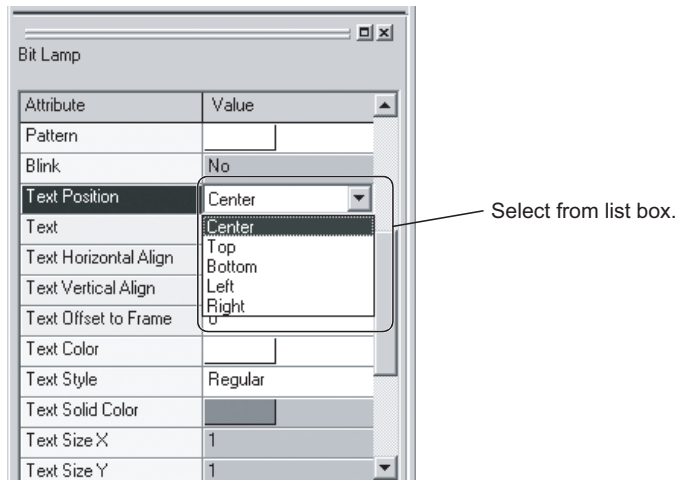 Bit Lamp
Attribute Value
Pattern
Blink No
Text Position Center
Text Center
Top
Text Horizontal Align Bottom
Text Vertical Align Left
Right
Text Offset to Frame 0
Text Color
Text Style Regular
Text Solid Color
Text Size X 1
Text Size Y 1
Select from list box.